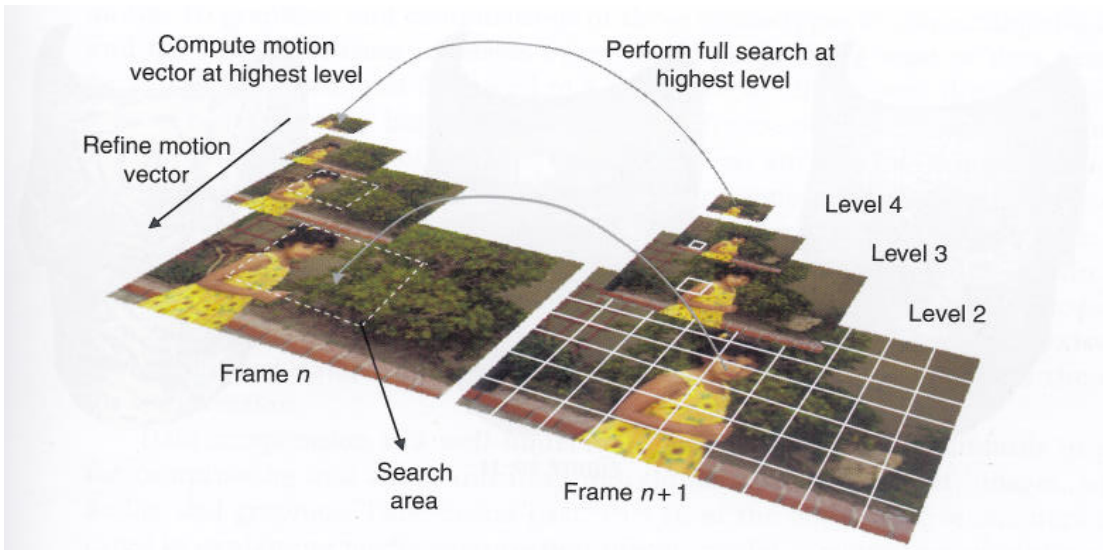 Compute motion
vector at highest level
Perform full search at
highest level
Refine motion
vector
Level 4
Level 3
Level 2
Frame n
Search
area
Frame n+1